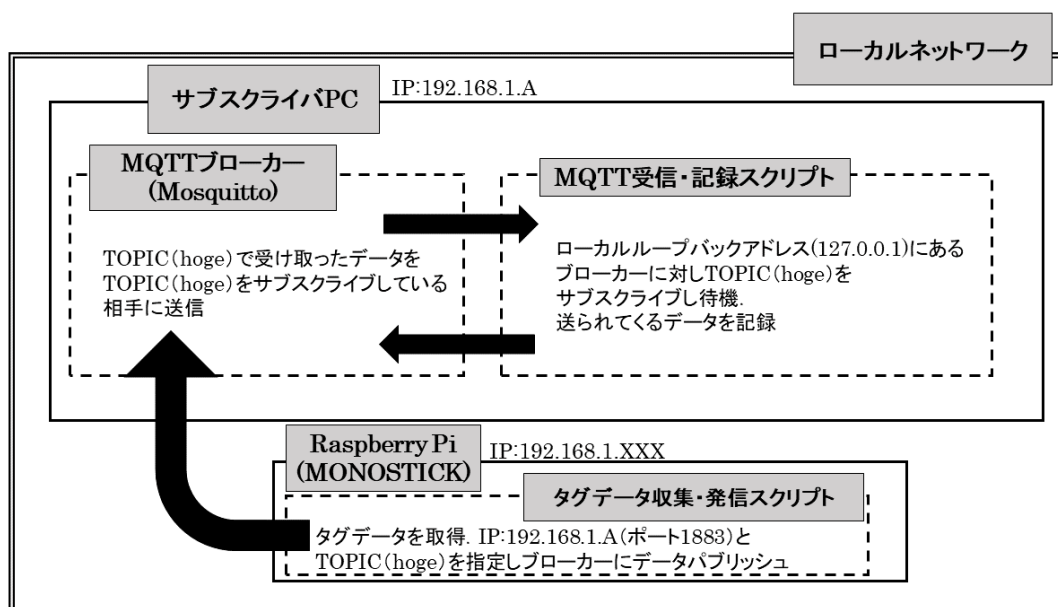 ローカルネットワーク
サブスクライバPC
IP:192.168.1.A
MQTTブローカー
(Mosquitto)
TOPIC(hoge)で受け取ったデータを
TOPIC(hoge)をサブスクライブしている
相手に送信
MQTT受信・記録スクリプト
ローカルループバックアドレス(127.0.0.1)にある
ブローカーに対しTOPIC(hoge)を
サブスクライブし待機.
送られてくるデータを記録
Raspberry Pi
(MONOSTICK)
IP:192.168.1.XXX
タグデータ収集・発信スクリプト
タグデータを取得. IP:192.168.1.A(ポート1883)と
TOPIC(hoge)を指定しブローカーにデータパブリッシュ